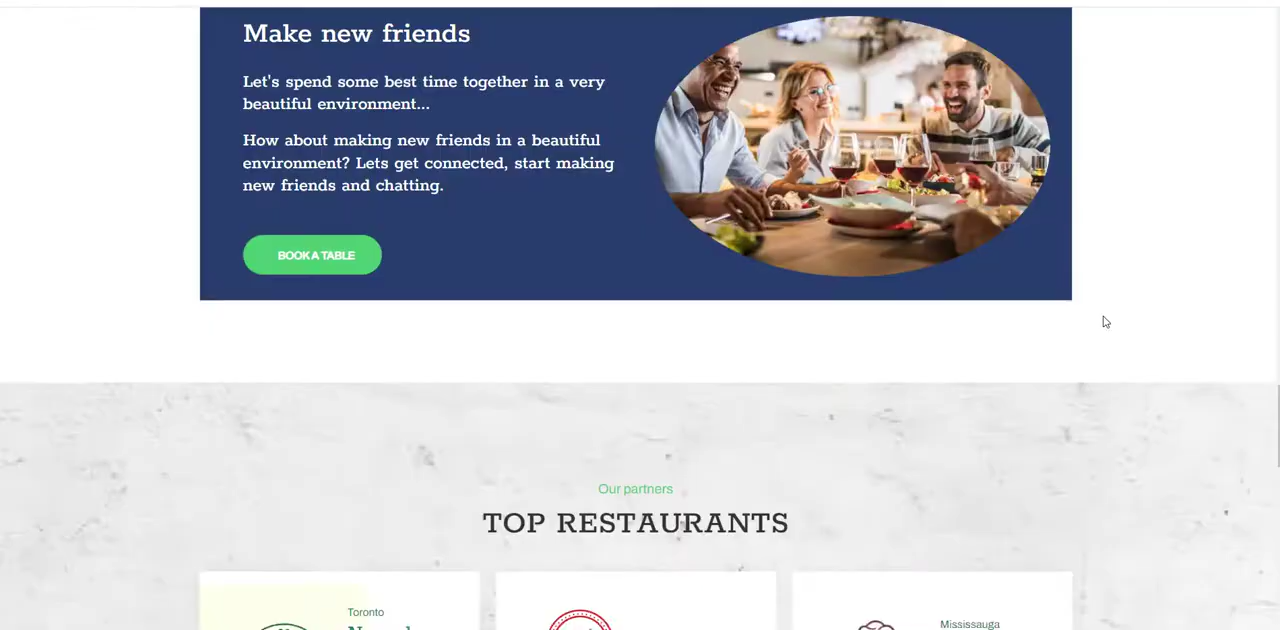 Make new friends
Let's spend some best time together in a very
beautiful environment...
How about making new friends in a beautiful
environment? Lets get connected, start making
new friends and chatting.
BOOK A TABLE
Our partners
TOP RESTAURANTS
Toronto
Mississauga